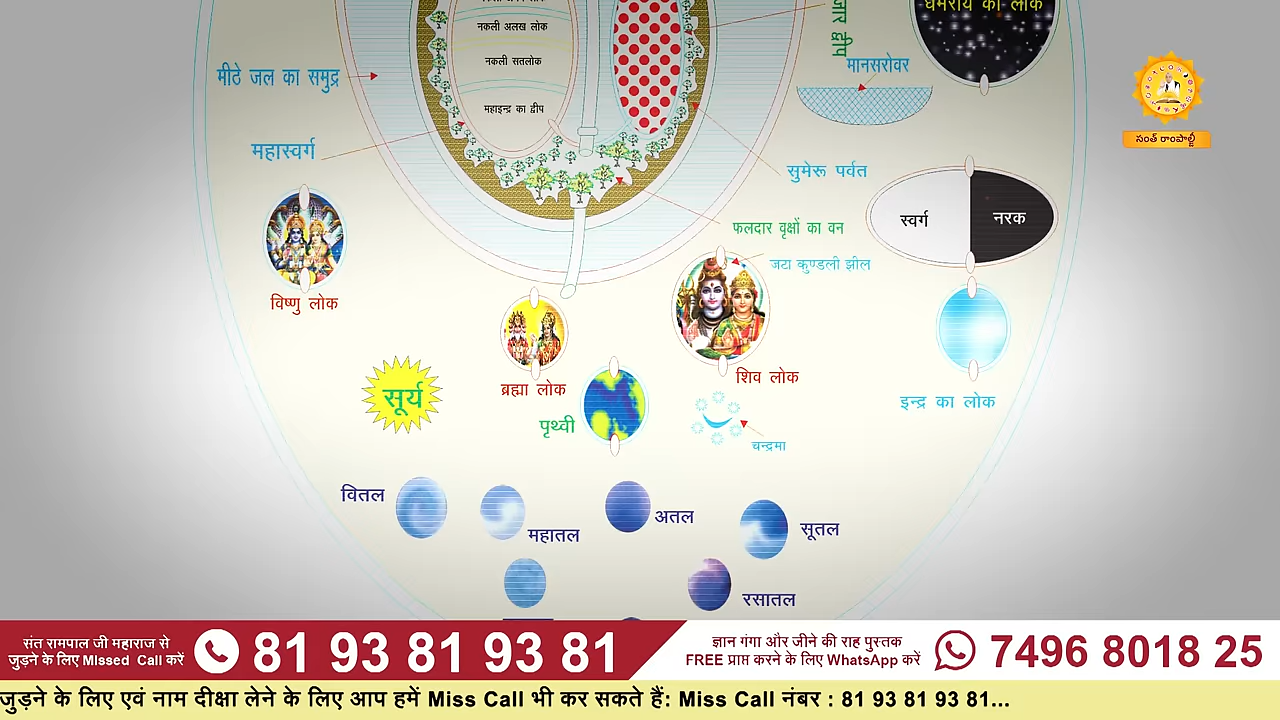 धर्मराय का लोक
नकली अलख लोक
मीठे जल का समुद्र
नकली सतलोक
मानसरोवर
महाइन्द्र का द्वीप
महास्वर्ग
सुमेरू पर्वत
फलदार वृक्षों का वन
स्वर्ग
नरक
जटा कुण्डली झील
विष्णु लोक
शिव लोक
ब्रह्मा लोक
इन्द्र का लोक
सूर्य
पृथ्वी
चन्द्रमा
वितल
महातल
अतल
सूतल
रसातल
संत रामपाल जी महाराज से
जुड़ने के लिए Missed Call करें
81 93 81 93 81
ज्ञान गंगा और जीने की राह पुस्तक
FREE प्राप्त करने के लिए WhatsApp करें
7496 8018 25
जुड़ने के लिए एवं नाम दीक्षा लेने के लिए आप हमें Miss Call भी कर सकते हैं: Miss Call नंबर : 81 93 81 93 81...